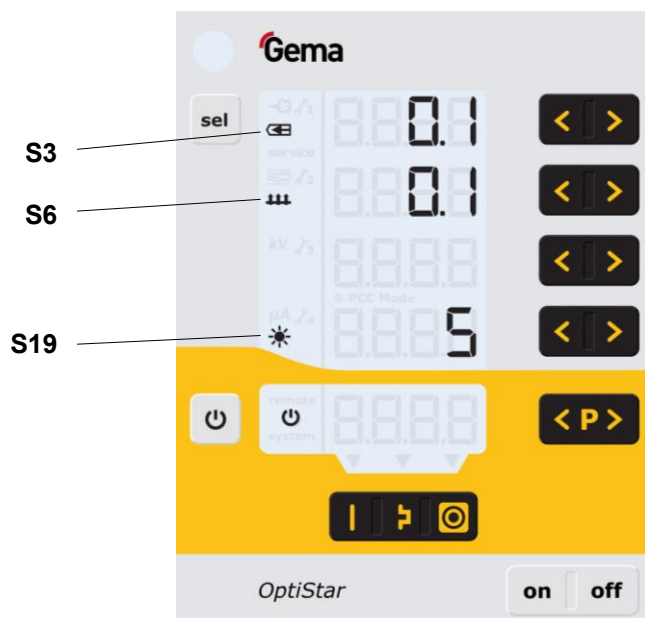 Gema
sel
0.1
S3
service
S6
0.1
kV
PCC Mode
μA
S19
5
remote
system
< P >
OptiStar
on off